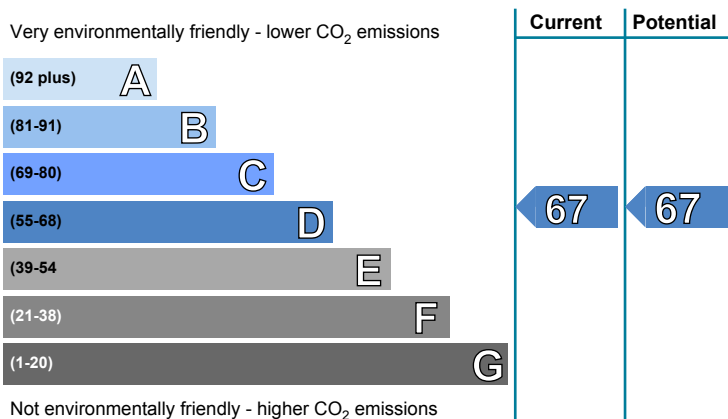 Current Potential
Very environmentally friendly - lower CO₂ emissions
(92 plus) A
(81-91) B
(69-80) C
(55-68) D 67 67
(39-54 E
(21-38) F
(1-20) G
Not environmentally friendly - higher CO₂ emissions